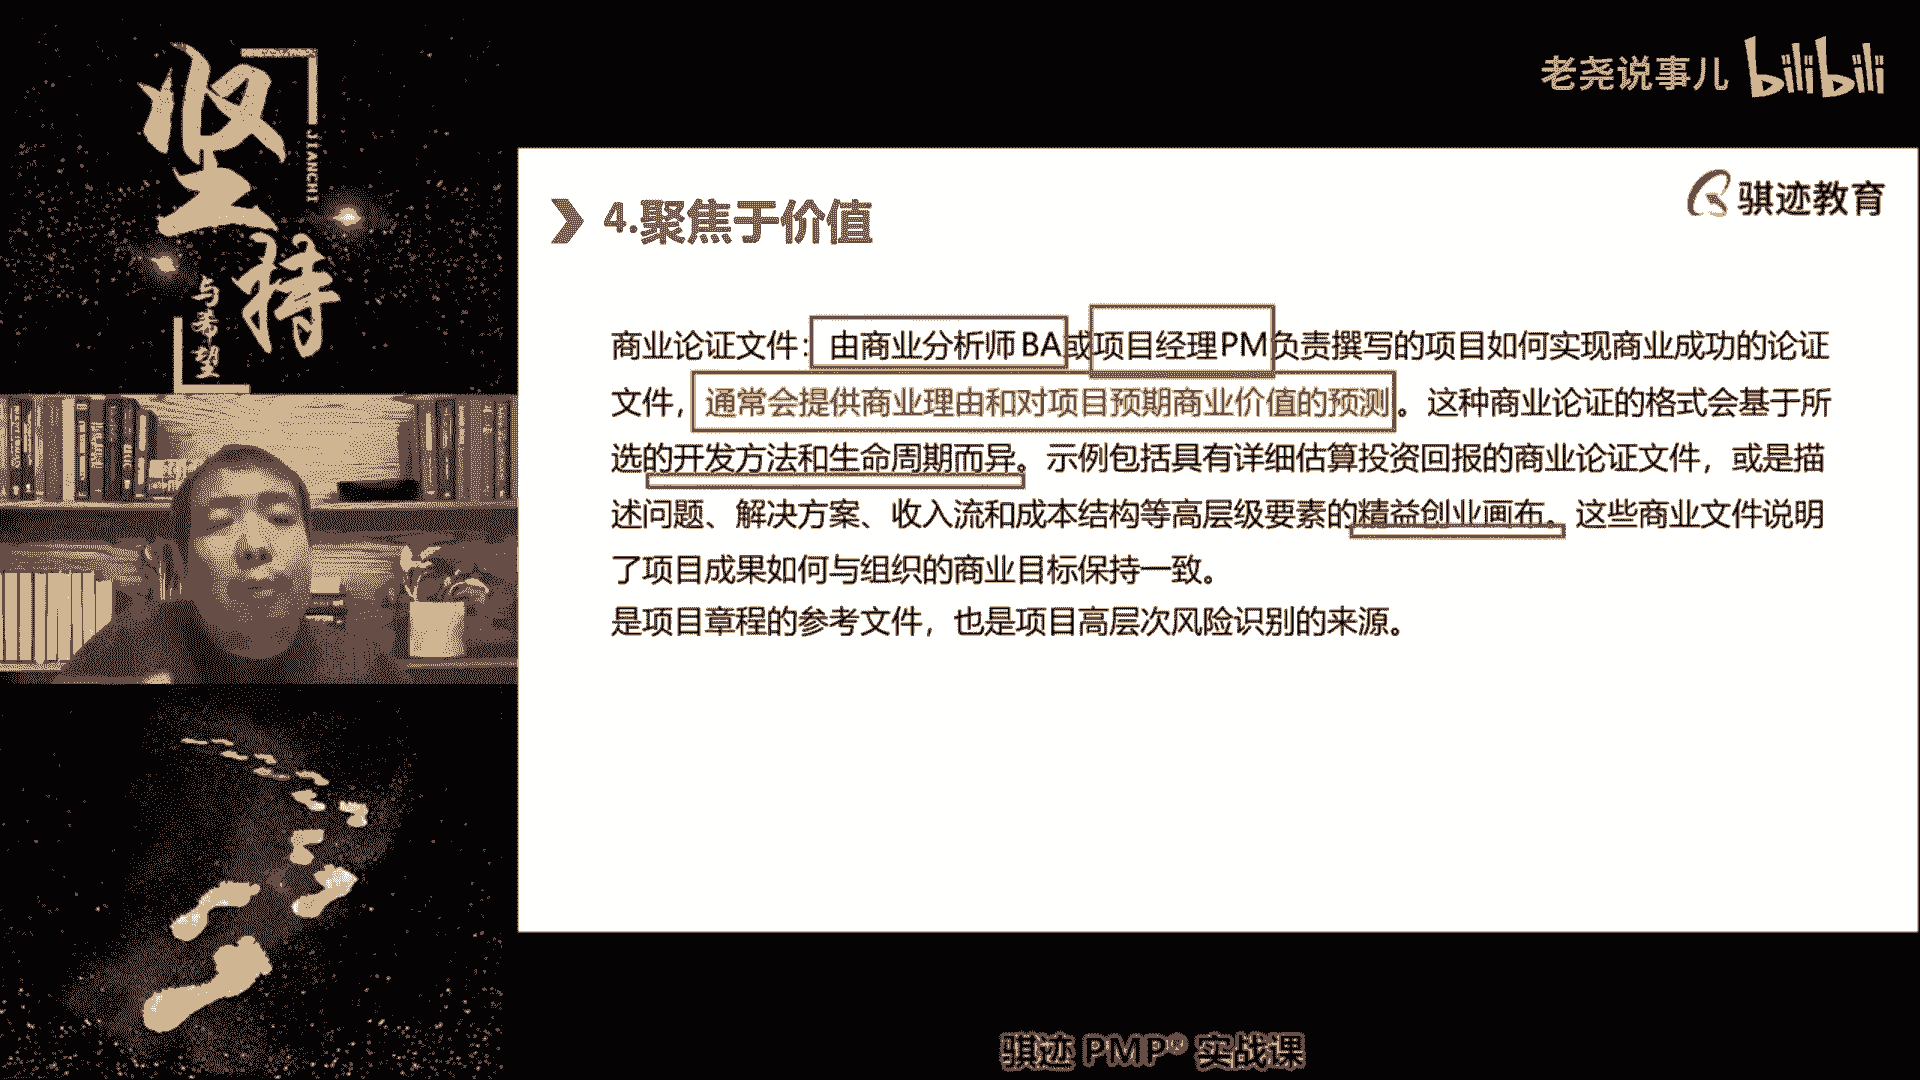 坚持
JIANCHI
与希望
老尧说事儿 bilibili
骐迹教育
4.聚焦于价值
商业论证文件：由商业分析师BA或项目经理PM负责撰写的项目如何实现商业成功的论证
文件，通常会提供商业理由和对项目预期商业价值的预测。这种商业论证的格式会基于所
选的开发方法和生命周期而异。示例包括具有详细估算投资回报的商业论证文件，或是描
述问题、解决方案、收入流和成本结构等高层级要素的精益创业画布。这些商业文件说明
了项目成果如何与组织的商业目标保持一致。
是项目章程的参考文件，也是项目高层次风险识别的来源。
骐迹 PMP® 实战课